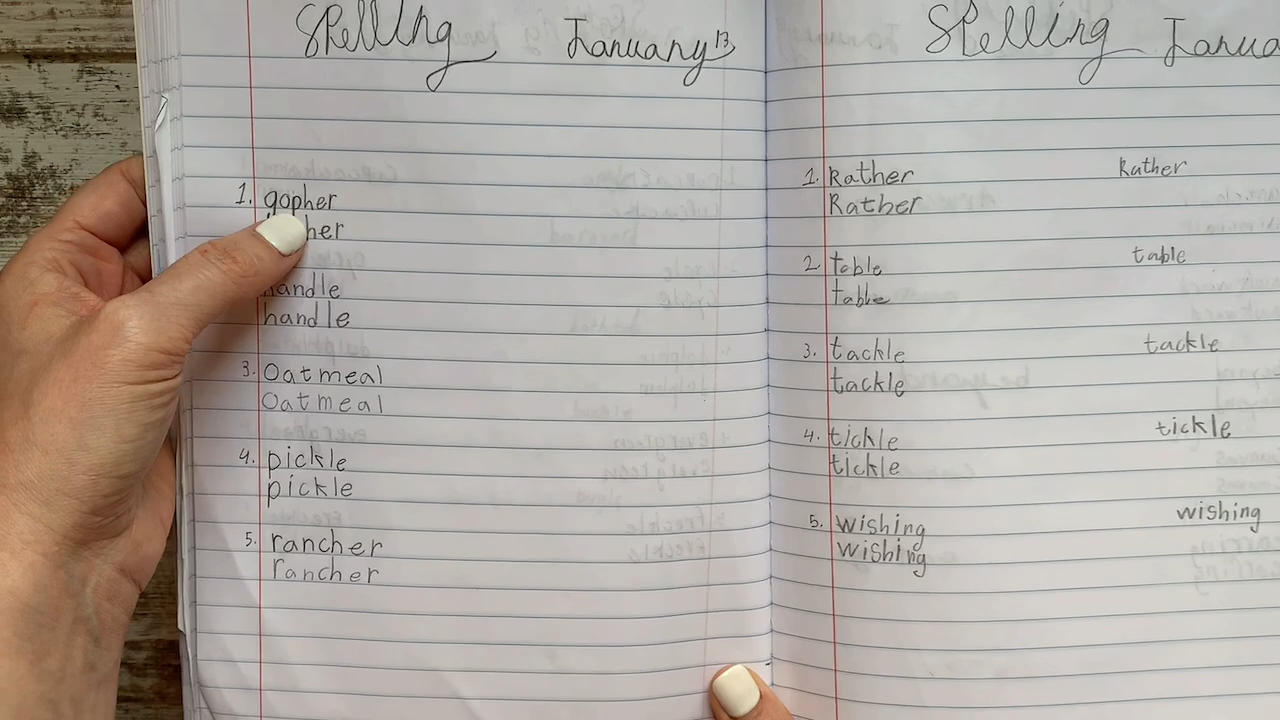 Spelling January 13
1. gopher
handle
handle
3. Oatmeal
Oatmeal
4. pickle
pickle
5. rancher
rancher
Spelling
1. Rather Rather
Rather
2. table table
table
3. tackle tackle
tackle
4. tickle tickle
tickle
5. wishing wishing
wishing